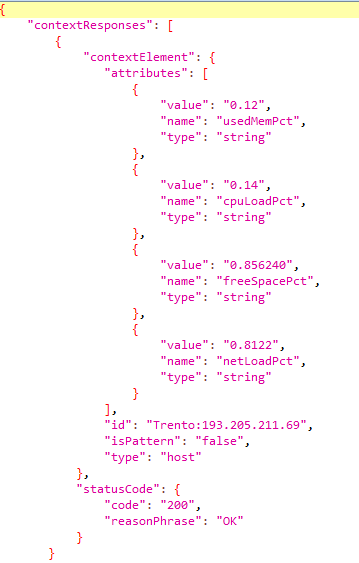 {
    "contextResponses": [
        {
            "contextElement": {
                "attributes": [
                    {
                        "value": "0.12",
                        "name": "usedMemPct",
                        "type": "string"
                    },
                    {
                        "value": "0.14",
                        "name": "cpuLoadPct",
                        "type": "string"
                    },
                    {
                        "value": "0.856240",
                        "name": "freeSpacePct",
                        "type": "string"
                    },
                    {
                        "value": "0.8122",
                        "name": "netLoadPct",
                        "type": "string"
                    }
                ],
                "id": "Trento:193.205.211.69",
                "isPattern": "false",
                "type": "host"
            },
            "statusCode": {
                "code": "200",
                "reasonPhrase": "OK"
            }
        }